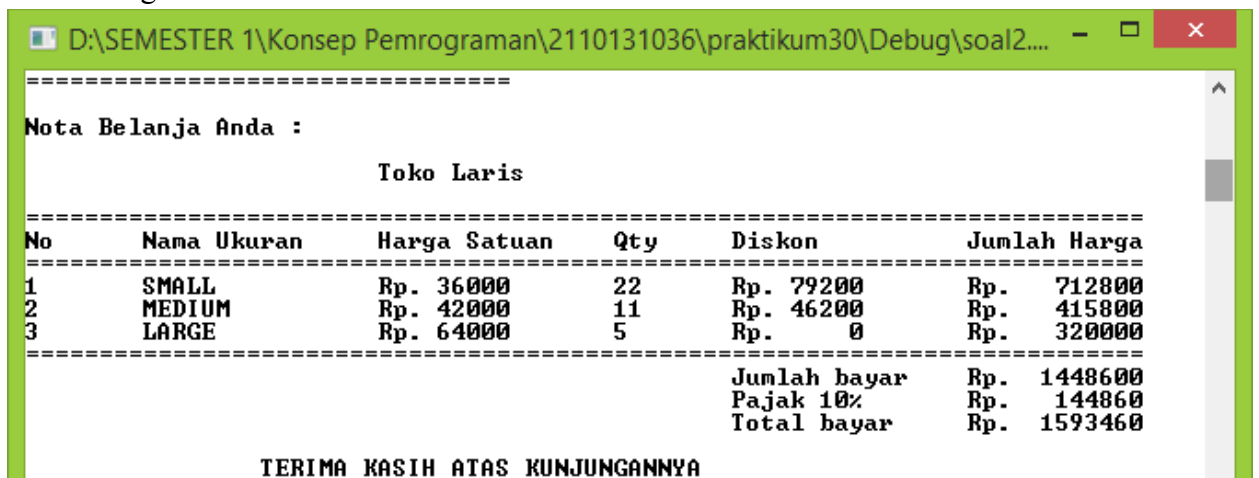 D:\SEMESTER 1\Konsep Pemrograman\2110131036\praktikum30\Debug\soal2....
=================================
Nota Belanja Anda :
Toko Laris
============================================================================
No Nama Ukuran Harga Satuan Qty Diskon Jumlah Harga
============================================================================
1 SMALL Rp. 36000 22 Rp. 79200 Rp. 712800
2 MEDIUM Rp. 42000 11 Rp. 46200 Rp. 415800
3 LARGE Rp. 64000 5 Rp. 0 Rp. 320000
============================================================================
Jumlah bayar Rp. 1448600
Pajak 10% Rp. 144860
Total bayar Rp. 1593460
TERIMA KASIH ATAS KUNJUNGANNYA